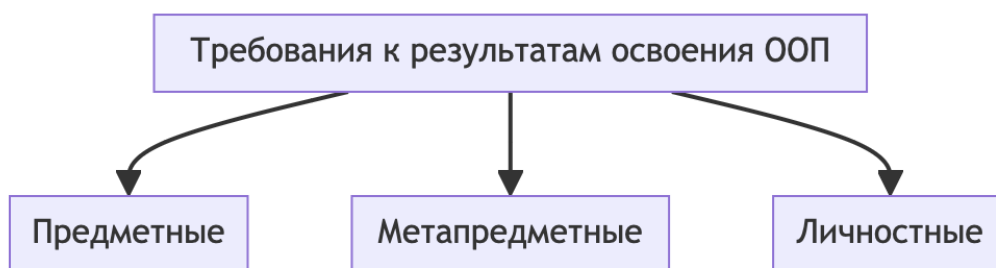 Требования к результатам освоения ООП
Предметные
Метапредметные
Личностные